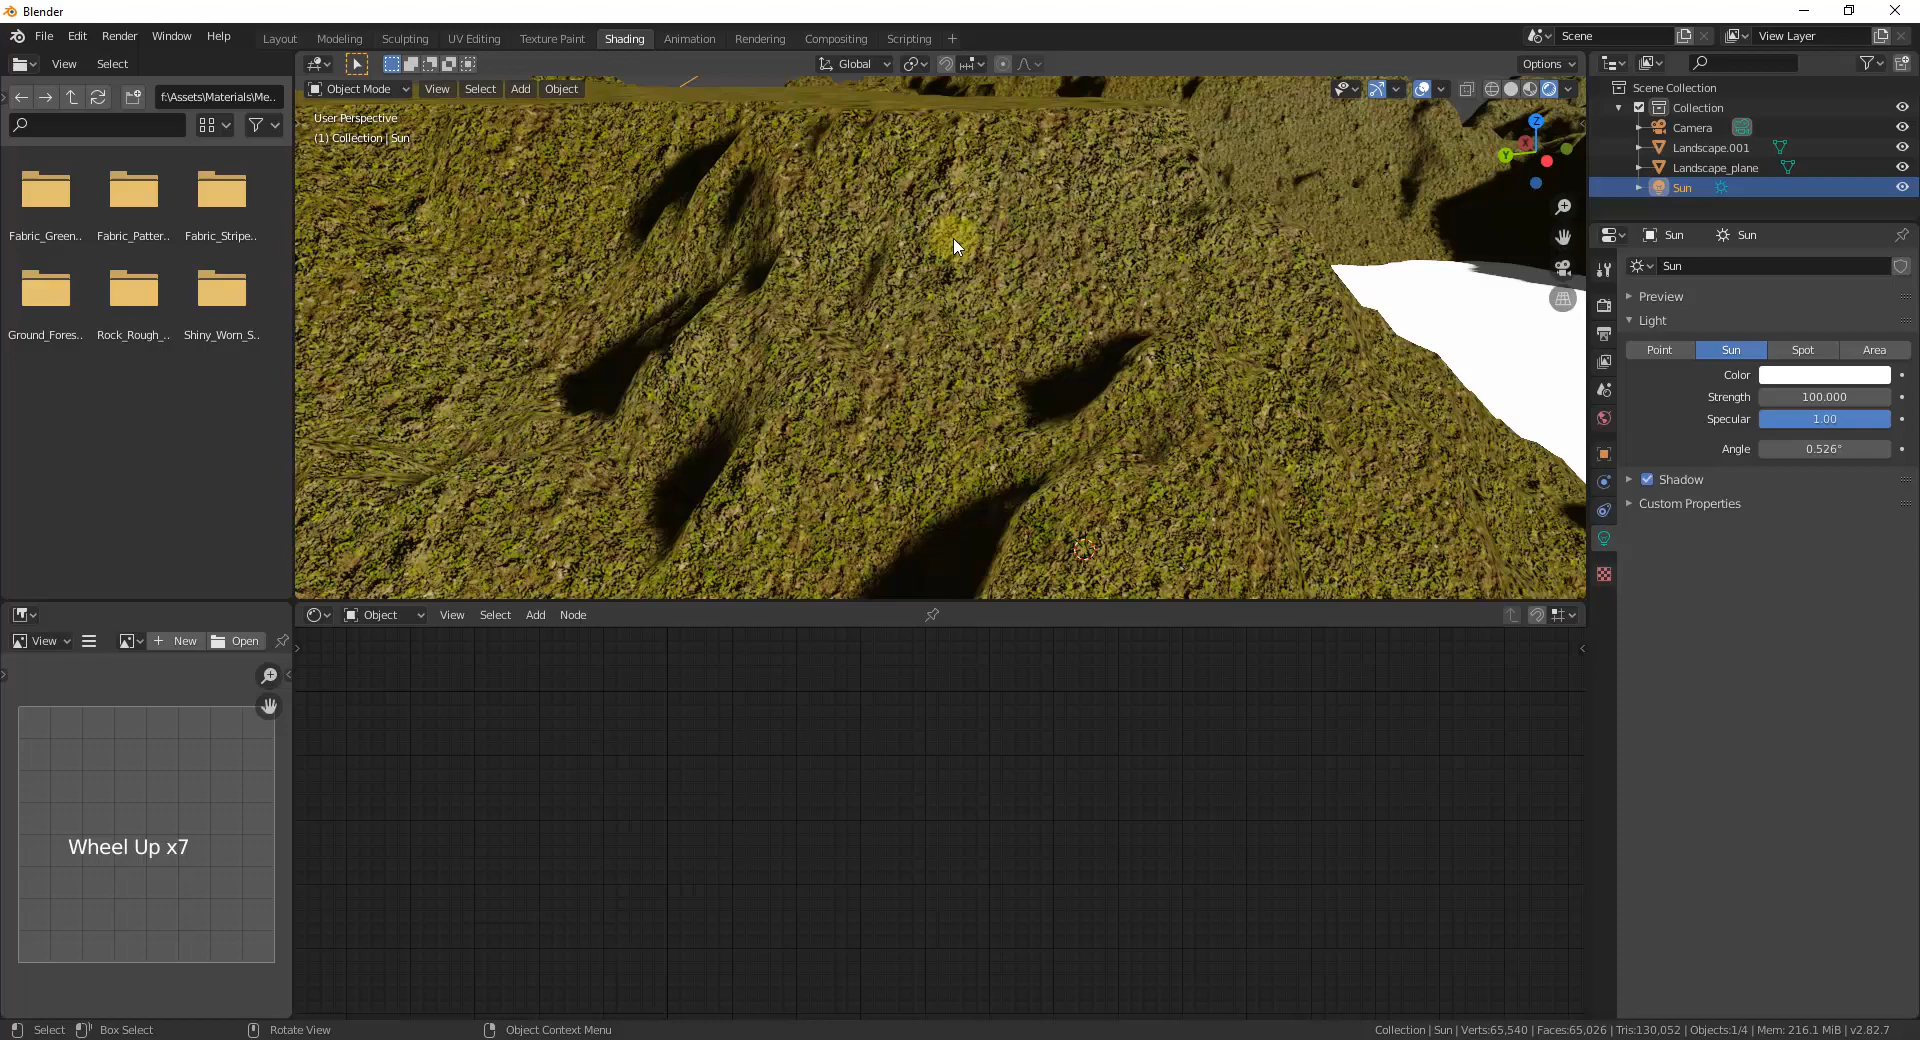 Blender
File Edit Render Window Help
Layout Modeling Sculpting UV Editing Texture Paint Shading Animation Rendering Compositing Scripting
Scene
View Layer
View Select
Global
Options
f:\Assets\Materials\Me..
Object Mode View Select Add Object
User Perspective
(1) Collection | Sun
Z
X
Y
Scene Collection
Collection
Camera
Landscape.001
Landscape_plane
Sun
Fabric_Green.. Fabric_Patter.. Fabric_Stripe..
Ground_Fores.. Rock_Rough_.. Shiny_Worn_S..
Sun Sun
Sun
Preview
Light
Point Sun Spot Area
Color
Strength 100.000
Specular 1.00
Angle 0.526°
Shadow
Custom Properties
Object View Select Add Node
View New Open
Wheel Up x7
Select Box Select Rotate View Object Context Menu
Collection | Sun | Verts:65,540 | Faces:65,026 | Tris:130,052 | Objects:1/4 | Mem: 216.1 MiB | v2.82.7